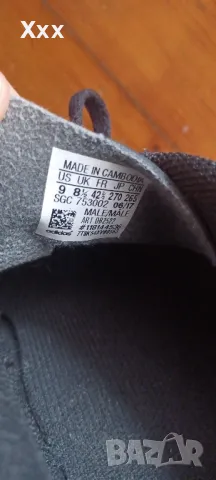 Xxx
MADE IN CAMBODIA
US UK FR JP CHN
9 8½ 42⅔ 270 265
SGC 753002 06/17
MALE/MALE
ART
adidas
BAZAR